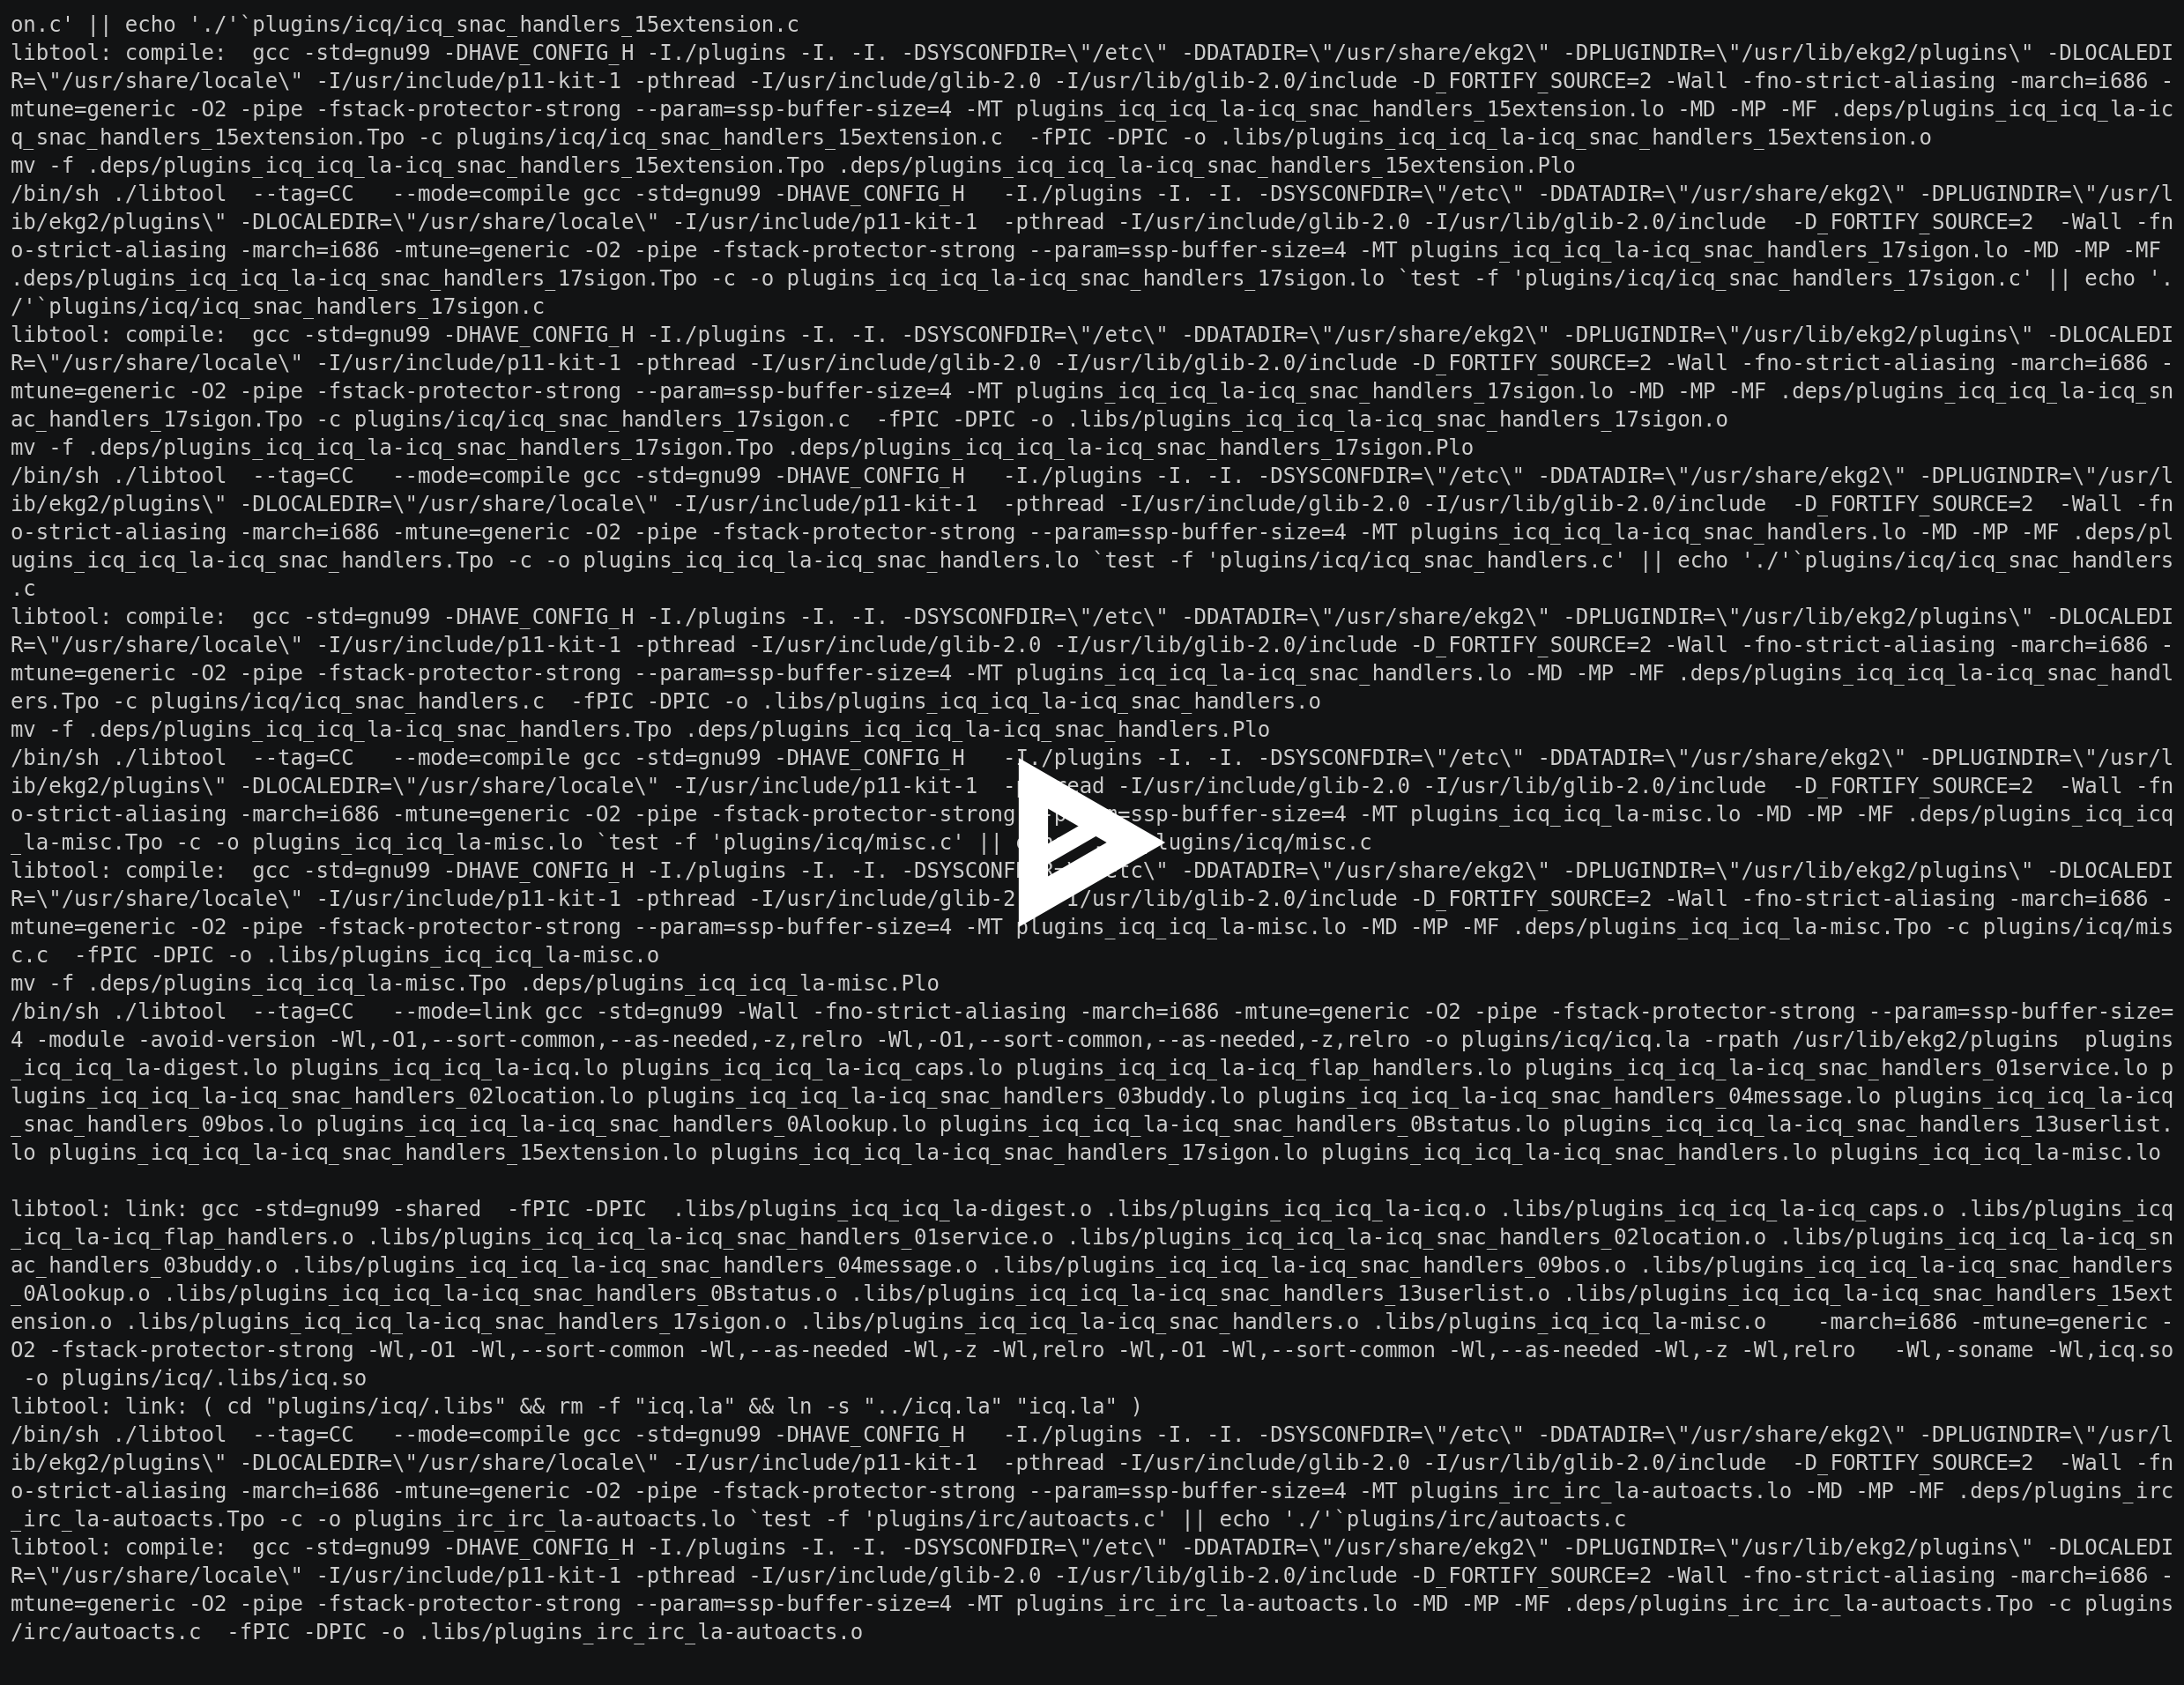 on.c' || echo './'`plugins/icq/icq_snac_handlers_15extension.c
libtool: compile:  gcc -std=gnu99 -DHAVE_CONFIG_H -I./plugins -I. -I. -DSYSCONFDIR=\"/etc\" -DDATADIR=\"/usr/share/ekg2\" -DPLUGINDIR=\"/usr/lib/ekg2/plugins\" -DLOCALEDI
R=\"/usr/share/locale\" -I/usr/include/p11-kit-1 -pthread -I/usr/include/glib-2.0 -I/usr/lib/glib-2.0/include -D_FORTIFY_SOURCE=2 -Wall -fno-strict-aliasing -march=i686 -
mtune=generic -O2 -pipe -fstack-protector-strong --param=ssp-buffer-size=4 -MT plugins_icq_icq_la-icq_snac_handlers_15extension.lo -MD -MP -MF .deps/plugins_icq_icq_la-ic
q_snac_handlers_15extension.Tpo -c plugins/icq/icq_snac_handlers_15extension.c  -fPIC -DPIC -o .libs/plugins_icq_icq_la-icq_snac_handlers_15extension.o
mv -f .deps/plugins_icq_icq_la-icq_snac_handlers_15extension.Tpo .deps/plugins_icq_icq_la-icq_snac_handlers_15extension.Plo
/bin/sh ./libtool  --tag=CC   --mode=compile gcc -std=gnu99 -DHAVE_CONFIG_H   -I./plugins -I. -I. -DSYSCONFDIR=\"/etc\" -DDATADIR=\"/usr/share/ekg2\" -DPLUGINDIR=\"/usr/l
ib/ekg2/plugins\" -DLOCALEDIR=\"/usr/share/locale\" -I/usr/include/p11-kit-1  -pthread -I/usr/include/glib-2.0 -I/usr/lib/glib-2.0/include  -D_FORTIFY_SOURCE=2  -Wall -fn
o-strict-aliasing -march=i686 -mtune=generic -O2 -pipe -fstack-protector-strong --param=ssp-buffer-size=4 -MT plugins_icq_icq_la-icq_snac_handlers_17sigon.lo -MD -MP -MF
.deps/plugins_icq_icq_la-icq_snac_handlers_17sigon.Tpo -c -o plugins_icq_icq_la-icq_snac_handlers_17sigon.lo `test -f 'plugins/icq/icq_snac_handlers_17sigon.c' || echo '.
/'`plugins/icq/icq_snac_handlers_17sigon.c
libtool: compile:  gcc -std=gnu99 -DHAVE_CONFIG_H -I./plugins -I. -I. -DSYSCONFDIR=\"/etc\" -DDATADIR=\"/usr/share/ekg2\" -DPLUGINDIR=\"/usr/lib/ekg2/plugins\" -DLOCALEDI
R=\"/usr/share/locale\" -I/usr/include/p11-kit-1 -pthread -I/usr/include/glib-2.0 -I/usr/lib/glib-2.0/include -D_FORTIFY_SOURCE=2 -Wall -fno-strict-aliasing -march=i686 -
mtune=generic -O2 -pipe -fstack-protector-strong --param=ssp-buffer-size=4 -MT plugins_icq_icq_la-icq_snac_handlers_17sigon.lo -MD -MP -MF .deps/plugins_icq_icq_la-icq_sn
ac_handlers_17sigon.Tpo -c plugins/icq/icq_snac_handlers_17sigon.c  -fPIC -DPIC -o .libs/plugins_icq_icq_la-icq_snac_handlers_17sigon.o
mv -f .deps/plugins_icq_icq_la-icq_snac_handlers_17sigon.Tpo .deps/plugins_icq_icq_la-icq_snac_handlers_17sigon.Plo
/bin/sh ./libtool  --tag=CC   --mode=compile gcc -std=gnu99 -DHAVE_CONFIG_H   -I./plugins -I. -I. -DSYSCONFDIR=\"/etc\" -DDATADIR=\"/usr/share/ekg2\" -DPLUGINDIR=\"/usr/l
ib/ekg2/plugins\" -DLOCALEDIR=\"/usr/share/locale\" -I/usr/include/p11-kit-1  -pthread -I/usr/include/glib-2.0 -I/usr/lib/glib-2.0/include  -D_FORTIFY_SOURCE=2  -Wall -fn
o-strict-aliasing -march=i686 -mtune=generic -O2 -pipe -fstack-protector-strong --param=ssp-buffer-size=4 -MT plugins_icq_icq_la-icq_snac_handlers.lo -MD -MP -MF .deps/pl
ugins_icq_icq_la-icq_snac_handlers.Tpo -c -o plugins_icq_icq_la-icq_snac_handlers.lo `test -f 'plugins/icq/icq_snac_handlers.c' || echo './'`plugins/icq/icq_snac_handlers
.c
libtool: compile:  gcc -std=gnu99 -DHAVE_CONFIG_H -I./plugins -I. -I. -DSYSCONFDIR=\"/etc\" -DDATADIR=\"/usr/share/ekg2\" -DPLUGINDIR=\"/usr/lib/ekg2/plugins\" -DLOCALEDI
R=\"/usr/share/locale\" -I/usr/include/p11-kit-1 -pthread -I/usr/include/glib-2.0 -I/usr/lib/glib-2.0/include -D_FORTIFY_SOURCE=2 -Wall -fno-strict-aliasing -march=i686 -
mtune=generic -O2 -pipe -fstack-protector-strong --param=ssp-buffer-size=4 -MT plugins_icq_icq_la-icq_snac_handlers.lo -MD -MP -MF .deps/plugins_icq_icq_la-icq_snac_handl
ers.Tpo -c plugins/icq/icq_snac_handlers.c  -fPIC -DPIC -o .libs/plugins_icq_icq_la-icq_snac_handlers.o
mv -f .deps/plugins_icq_icq_la-icq_snac_handlers.Tpo .deps/plugins_icq_icq_la-icq_snac_handlers.Plo
/bin/sh ./libtool  --tag=CC   --mode=compile gcc -std=gnu99 -DHAVE_CONFIG_H   -I./plugins -I. -I. -DSYSCONFDIR=\"/etc\" -DDATADIR=\"/usr/share/ekg2\" -DPLUGINDIR=\"/usr/l
ib/ekg2/plugins\" -DLOCALEDIR=\"/usr/share/locale\" -I/usr/include/p11-kit-1  -I/usr/include/glib-2.0 -I/usr/lib/glib-2.0/include  -D_FORTIFY_SOURCE=2  -Wall -fn
o-strict-aliasing -march=i686 -mtune=generic -O2 -pipe -fstack-protector-strong -MT plugins_icq_icq_la-misc.lo -MD -MP -MF .deps/plugins_icq_icq
_la-misc.Tpo -c -o plugins_icq_icq_la-misc.lo `test -f 'plugins/icq/misc.c' || lugins/icq/misc.c
libtool: compile:  gcc -std=gnu99 -DHAVE_CONFIG_H -I./plugins -I. -I. -DDATADIR=\"/usr/share/ekg2\" -DPLUGINDIR=\"/usr/lib/ekg2/plugins\" -DLOCALEDI
R=\"/usr/share/locale\" -I/usr/include/p11-kit-1 -pthread -I/usr/lib/glib-2.0/include -D_FORTIFY_SOURCE=2 -Wall -fno-strict-aliasing -march=i686 -
mtune=generic -O2 -pipe -fstack-protector-strong --param=ssp-buffer-size=4 -MT plugins_icq_icq_la-misc.lo -MD -MP -MF .deps/plugins_icq_icq_la-misc.Tpo -c plugins/icq/mis
c.c  -fPIC -DPIC -o .libs/plugins_icq_icq_la-misc.o
mv -f .deps/plugins_icq_icq_la-misc.Tpo .deps/plugins_icq_icq_la-misc.Plo
/bin/sh ./libtool  --tag=CC   --mode=link gcc -std=gnu99 -Wall -fno-strict-aliasing -march=i686 -mtune=generic -O2 -pipe -fstack-protector-strong --param=ssp-buffer-size=
4 -module -avoid-version -Wl,-O1,--sort-common,--as-needed,-z,relro -Wl,-O1,--sort-common,--as-needed,-z,relro -o plugins/icq/icq.la -rpath /usr/lib/ekg2/plugins  plugins
_icq_icq_la-digest.lo plugins_icq_icq_la-icq.lo plugins_icq_icq_la-icq_caps.lo plugins_icq_icq_la-icq_flap_handlers.lo plugins_icq_icq_la-icq_snac_handlers_01service.lo p
lugins_icq_icq_la-icq_snac_handlers_02location.lo plugins_icq_icq_la-icq_snac_handlers_03buddy.lo plugins_icq_icq_la-icq_snac_handlers_04message.lo plugins_icq_icq_la-icq
_snac_handlers_09bos.lo plugins_icq_icq_la-icq_snac_handlers_0Alookup.lo plugins_icq_icq_la-icq_snac_handlers_0Bstatus.lo plugins_icq_icq_la-icq_snac_handlers_13userlist.
lo plugins_icq_icq_la-icq_snac_handlers_15extension.lo plugins_icq_icq_la-icq_snac_handlers_17sigon.lo plugins_icq_icq_la-icq_snac_handlers.lo plugins_icq_icq_la-misc.lo

libtool: link: gcc -std=gnu99 -shared  -fPIC -DPIC  .libs/plugins_icq_icq_la-digest.o .libs/plugins_icq_icq_la-icq.o .libs/plugins_icq_icq_la-icq_caps.o .libs/plugins_icq
_icq_la-icq_flap_handlers.o .libs/plugins_icq_icq_la-icq_snac_handlers_01service.o .libs/plugins_icq_icq_la-icq_snac_handlers_02location.o .libs/plugins_icq_icq_la-icq_sn
ac_handlers_03buddy.o .libs/plugins_icq_icq_la-icq_snac_handlers_04message.o .libs/plugins_icq_icq_la-icq_snac_handlers_09bos.o .libs/plugins_icq_icq_la-icq_snac_handlers
_0Alookup.o .libs/plugins_icq_icq_la-icq_snac_handlers_0Bstatus.o .libs/plugins_icq_icq_la-icq_snac_handlers_13userlist.o .libs/plugins_icq_icq_la-icq_snac_handlers_15ext
ension.o .libs/plugins_icq_icq_la-icq_snac_handlers_17sigon.o .libs/plugins_icq_icq_la-icq_snac_handlers.o .libs/plugins_icq_icq_la-misc.o    -march=i686 -mtune=generic -
O2 -fstack-protector-strong -Wl,-O1 -Wl,--sort-common -Wl,--as-needed -Wl,-z -Wl,relro -Wl,-O1 -Wl,--sort-common -Wl,--as-needed -Wl,-z -Wl,relro   -Wl,-soname -Wl,icq.so
 -o plugins/icq/.libs/icq.so
libtool: link: ( cd "plugins/icq/.libs" && rm -f "icq.la" && ln -s "../icq.la" "icq.la" )
/bin/sh ./libtool  --tag=CC   --mode=compile gcc -std=gnu99 -DHAVE_CONFIG_H   -I./plugins -I. -I. -DSYSCONFDIR=\"/etc\" -DDATADIR=\"/usr/share/ekg2\" -DPLUGINDIR=\"/usr/l
ib/ekg2/plugins\" -DLOCALEDIR=\"/usr/share/locale\" -I/usr/include/p11-kit-1  -pthread -I/usr/include/glib-2.0 -I/usr/lib/glib-2.0/include  -D_FORTIFY_SOURCE=2  -Wall -fn
o-strict-aliasing -march=i686 -mtune=generic -O2 -pipe -fstack-protector-strong --param=ssp-buffer-size=4 -MT plugins_irc_irc_la-autoacts.lo -MD -MP -MF .deps/plugins_irc
_irc_la-autoacts.Tpo -c -o plugins_irc_irc_la-autoacts.lo `test -f 'plugins/irc/autoacts.c' || echo './'`plugins/irc/autoacts.c
libtool: compile:  gcc -std=gnu99 -DHAVE_CONFIG_H -I./plugins -I. -I. -DSYSCONFDIR=\"/etc\" -DDATADIR=\"/usr/share/ekg2\" -DPLUGINDIR=\"/usr/lib/ekg2/plugins\" -DLOCALEDI
R=\"/usr/share/locale\" -I/usr/include/p11-kit-1 -pthread -I/usr/include/glib-2.0 -I/usr/lib/glib-2.0/include -D_FORTIFY_SOURCE=2 -Wall -fno-strict-aliasing -march=i686 -
mtune=generic -O2 -pipe -fstack-protector-strong --param=ssp-buffer-size=4 -MT plugins_irc_irc_la-autoacts.lo -MD -MP -MF .deps/plugins_irc_irc_la-autoacts.Tpo -c plugins
/irc/autoacts.c  -fPIC -DPIC -o .libs/plugins_irc_irc_la-autoacts.o